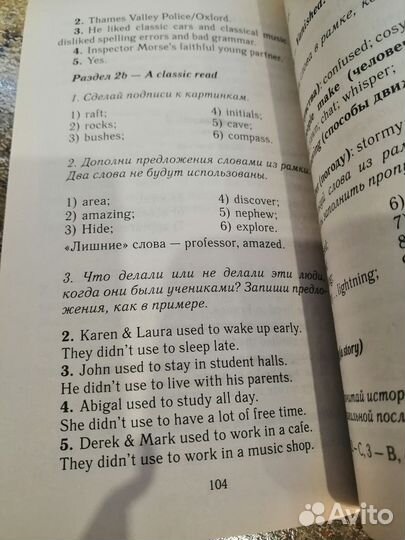 2. Thames Valley Police/Oxford.
3. He liked classic cars and classical music
disliked spelling errors and bad grammar.
4. Inspector Morse's faithful young partner.
5. Yes.
Раздел 2b — A classic read
1. Сделай подписи к картинкам.
1) raft;
2) rocks;
3) bushes;
4) initials;
5) cave;
6) compass.
2. Дополни предложения словами из рамки.
Два слова не будут использованы.
1) area;
2) amazing;
3) Hide;
4) discover;
5) nephew;
6) explore.
«Лишние» слова — professor, amazed.
3. Что делали или не делали эти люди,
когда они были учениками? Запиши предло-
жения, как в примере.
2. Karen & Laura used to wake up early.
They didn't use to sleep late.
3. John used to stay in student halls.
He didn't use to live with his parents.
4. Abigal used to study all day.
She didn't use to have a lot of free time.
5. Derek & Mark used to work in a cafe.
They didn't use to work in a music shop.
104
confused; cosy
chat; whisper;
stormy
lightning;
story)
Avito